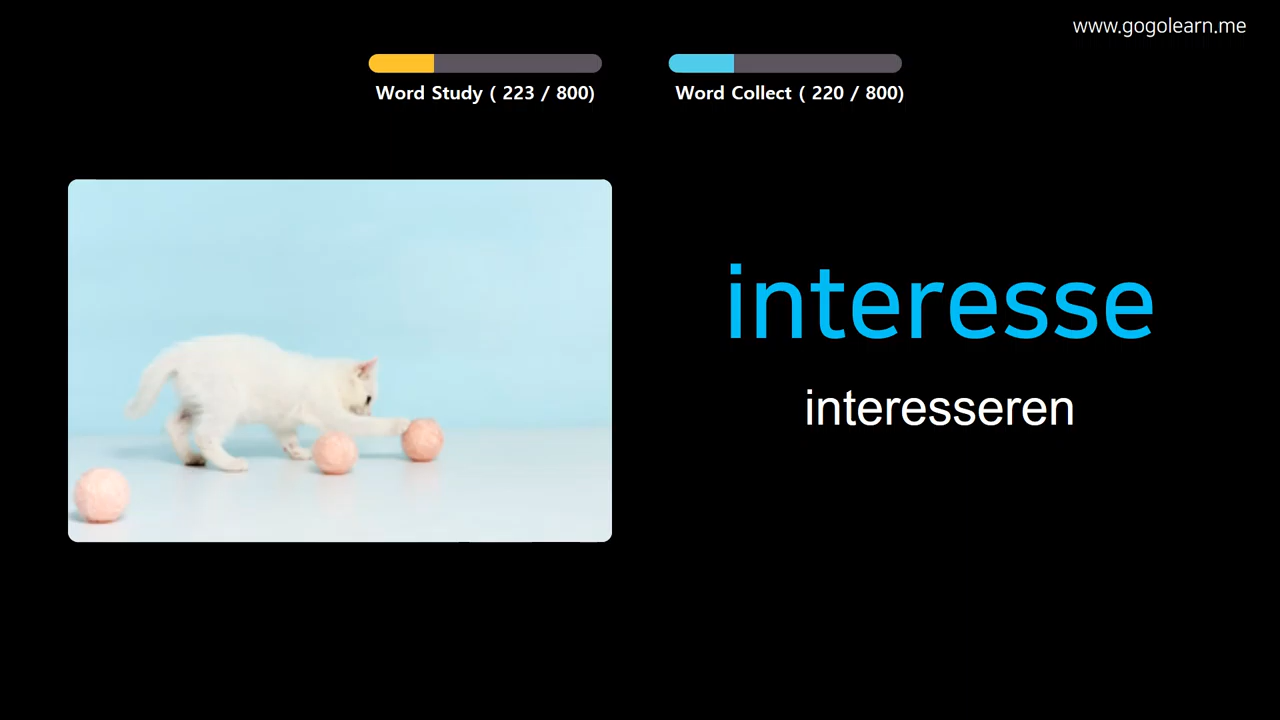 www.gogolearn.me
Word Study ( 223 / 800)
Word Collect ( 220 / 800)
interesse
interesseren